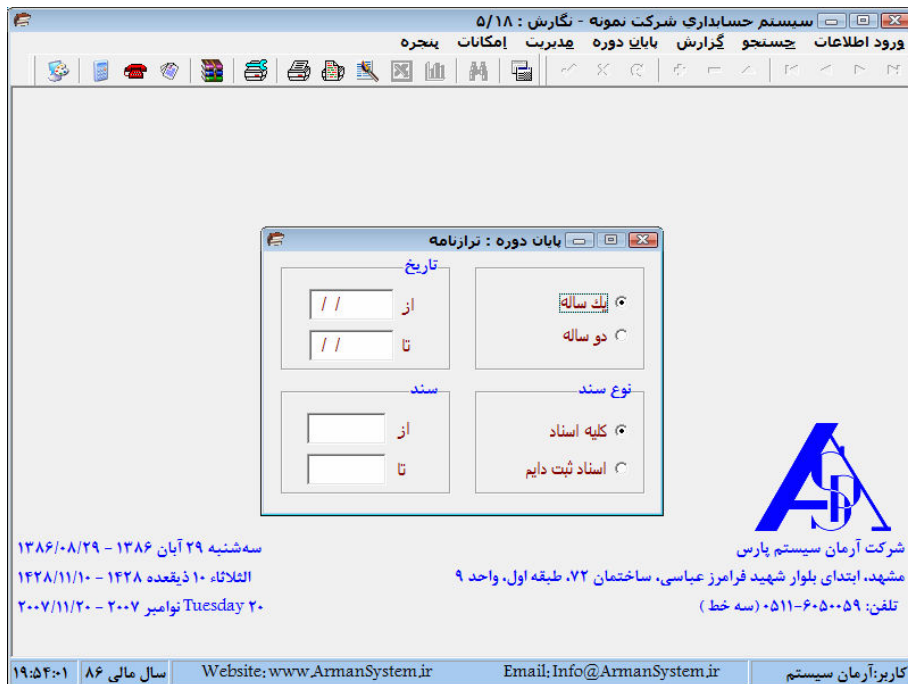 سیستم حسابداری شرکت نمونه - نگارش : ۵/۱۸
ورود اطلاعات جستجو گزارش پایان دوره مدیریت امکانات پنجره
پایان دوره : ترازنامه
یك ساله
دو ساله
تاریخ
از / /
تا / /
نوع سند
کلیه اسناد
اسناد ثبت دایم
سند
از
تا
ASP
شرکت آرمان سیستم پارس
مشهد، ابتدای بلوار شهید فرامرز عباسی، ساختمان ۷۲، طبقه اول، واحد ۹
تلفن: ۶۰۵۰۰۵۹-۰۵۱۱ (سه خط )
سه‌شنبه ۲۹ آبان ۱۳۸۶ - ۱۳۸۶/۰۸/۲۹
الثلاثاء ۱۰ ذیقعده ۱۴۲۸ - ۱۴۲۸/۱۱/۱۰
Tuesday ۲۰ نوامبر ۲۰۰۷ - ۲۰۰۷/۱۱/۲۰
کاربر:آرمان سیستم
Email:Info@ArmanSystem.ir
Website:www.ArmanSystem.ir
سال مالی ۸۶
۱۹:۵۴:۰۱